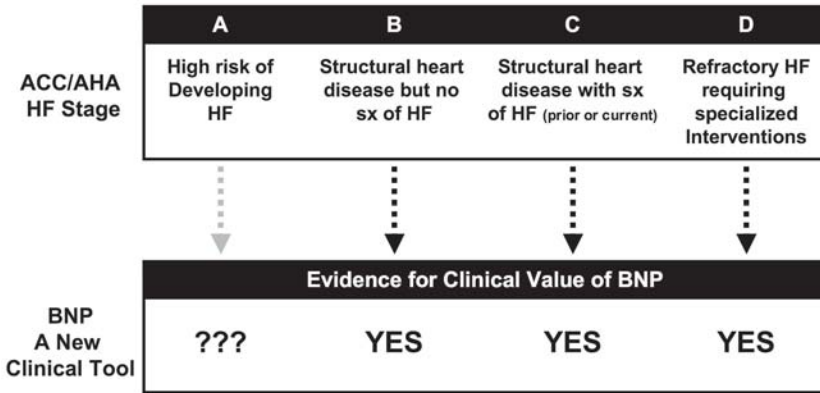 A B C D
ACC/AHA
HF Stage
High risk of
Developing
HF
Structural heart
disease but no
sx of HF
Structural heart
disease with sx
of HF (prior or current)
Refractory HF
requiring
specialized
Interventions
Evidence for Clinical Value of BNP
BNP
A New
Clinical Tool
??? YES YES YES